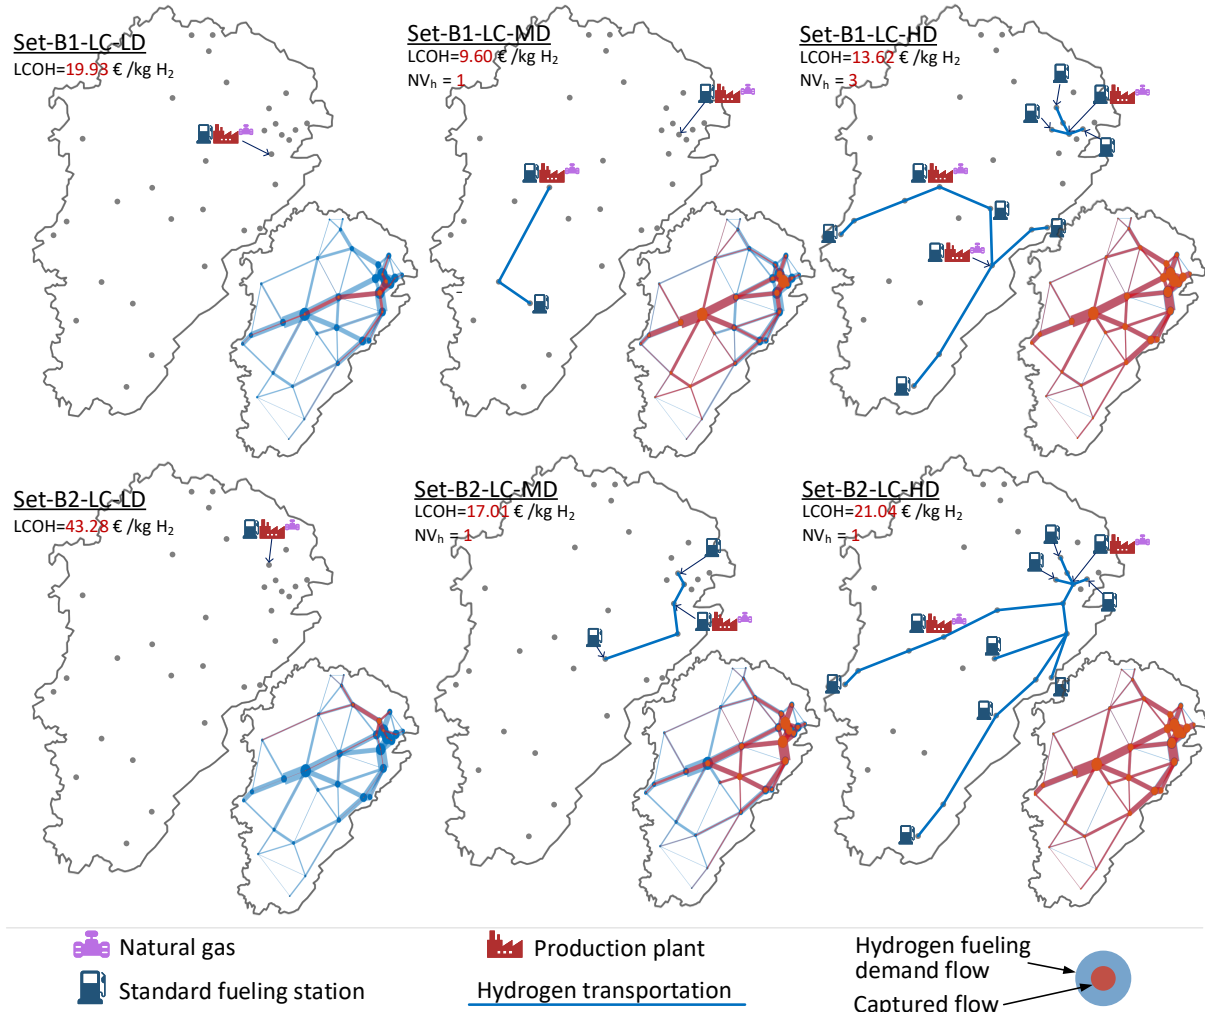 Set-B1-LC-LD
LCOH=19.93 € /kg H₂
Set-B1-LC-MD
LCOH=9.60 € /kg H₂
NVₕ = 1
Set-B1-LC-HD
LCOH=13.62 € /kg H₂
NVₕ = 3
Set-B2-LC-LD
LCOH=43.28 € /kg H₂
Set-B2-LC-MD
LCOH=17.01 € /kg H₂
NVₕ = 1
Set-B2-LC-HD
LCOH=21.04 € /kg H₂
NVₕ = 1
Natural gas
Production plant
Standard fueling station
Hydrogen transportation
Hydrogen fueling
demand flow
Captured flow